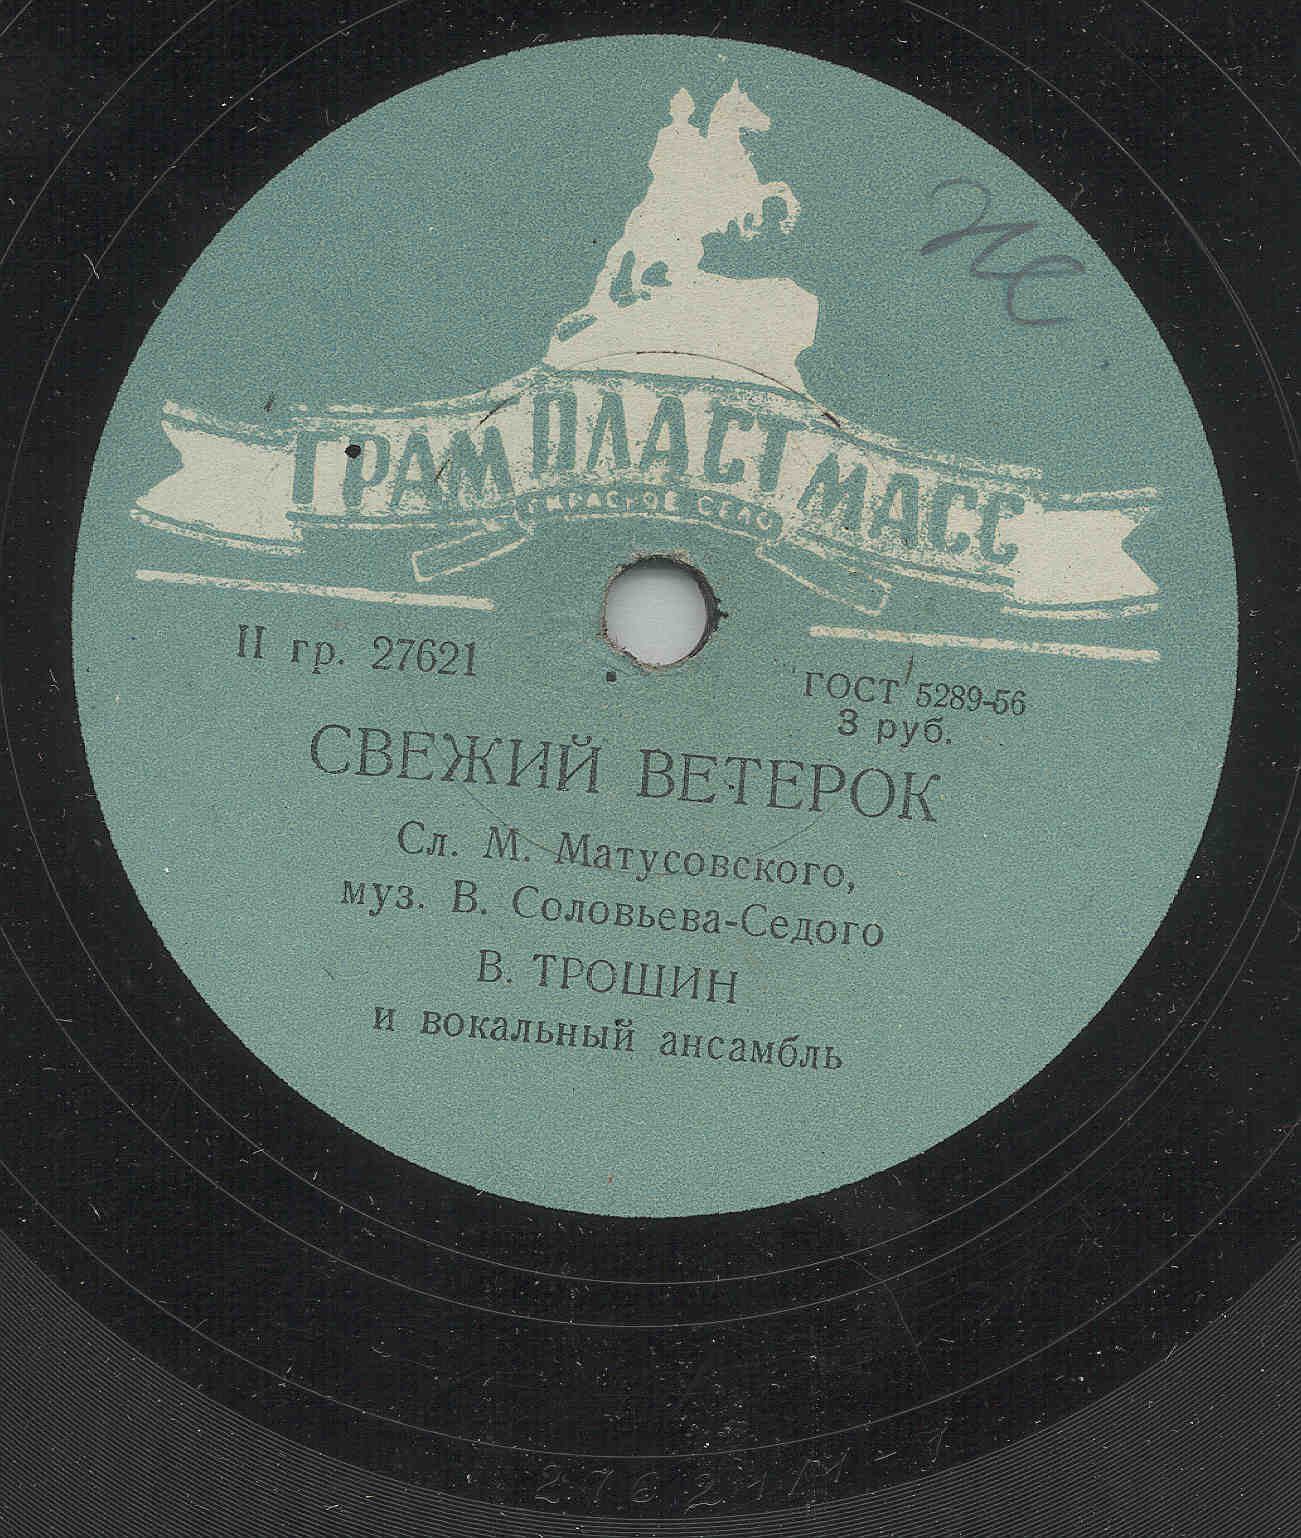 ГРАМПЛАСТМАСС
г. КРАСНОЕ СЕЛО
II гр. 27621
ГОСТ 5289-56
3 руб.
СВЕЖИЙ ВЕТЕРОК
Сл. М. Матусовского,
муз. В. Соловьева-Седого
В. ТРОШИН
и вокальный ансамбль
27621